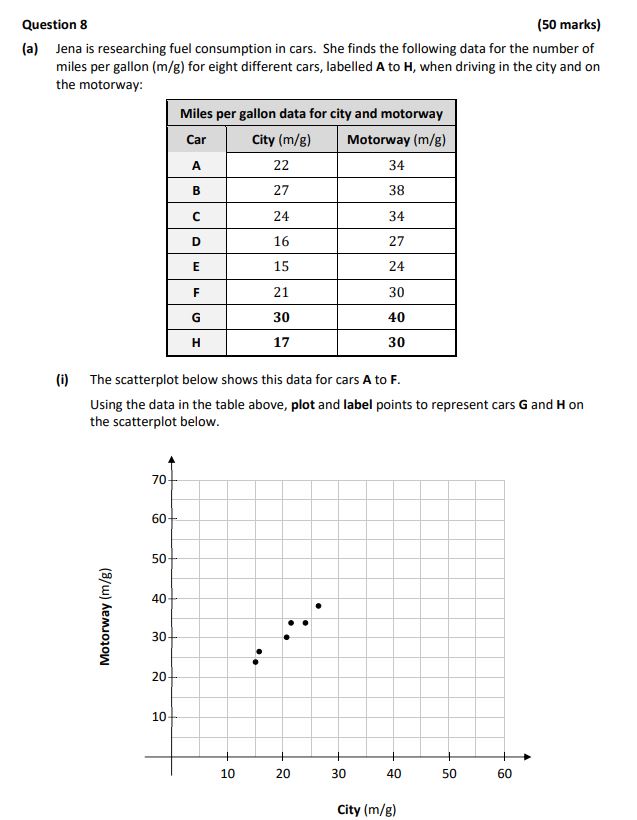 Question 8 (50 marks)
(a) Jena is researching fuel consumption in cars. She finds the following data for the number of
miles per gallon (m/g) for eight different cars, labelled A to H, when driving in the city and on
the motorway:
Miles per gallon data for city and motorway
Car City (m/g) Motorway (m/g)
A 22 34
B 27 38
C 24 34
D 16 27
E 15 24
F 21 30
G 30 40
H 17 30
(i) The scatterplot below shows this data for cars A to F.
Using the data in the table above, plot and label points to represent cars G and H on
the scatterplot below.
70
60
50
40
30
20
10
Motorway (m/g)
10 20 30 40 50 60
City (m/g)